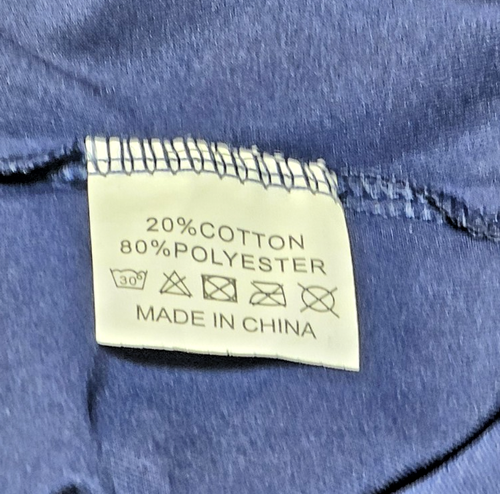 20%COTTON
80%POLYESTER
30°
MADE IN CHINA